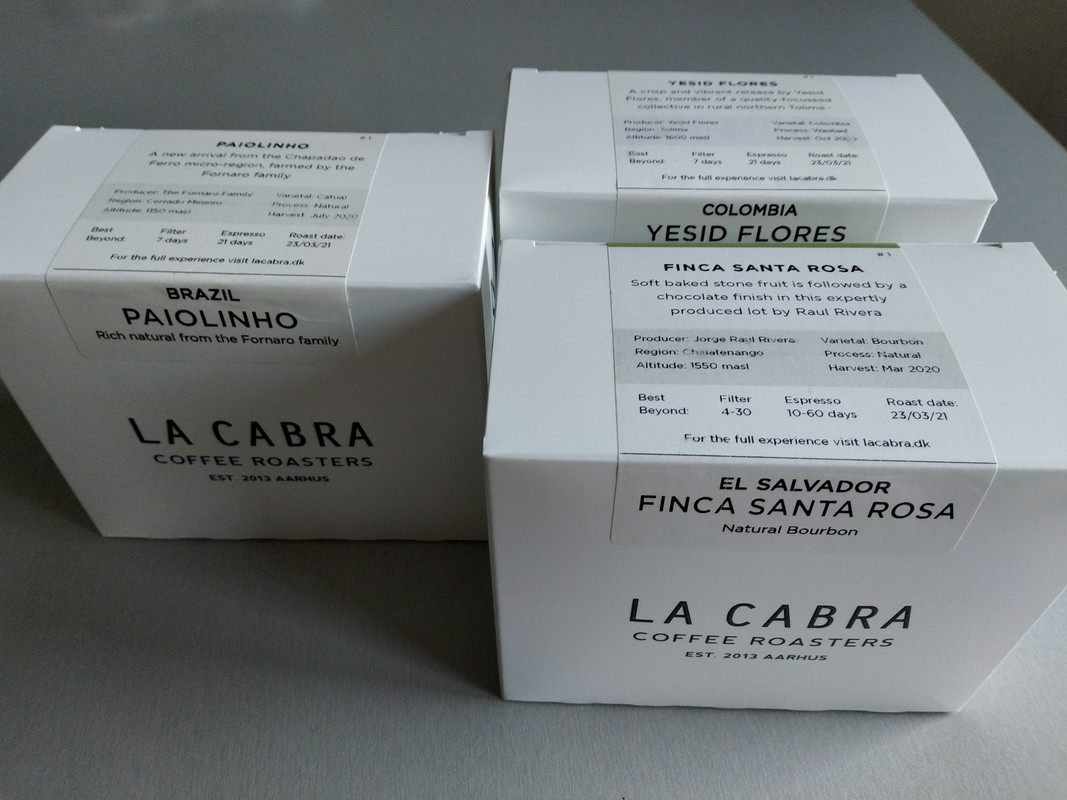 PAIOLINHO
# 1
A new arrival from the Chapadao de
Ferro micro-region, farmed by the
Fornaro family
Producer: The Fornaro Family
Varietal: Catuai
Region: Cerrado Mineiro
Process: Natural
Altitude: 1150 masl
Harvest: July 2020
Best
Beyond:
Filter
7 days
Espresso
21 days
Roast date:
23/03/21
For the full experience visit lacabra.dk
BRAZIL
PAIOLINHO
Rich natural from the Fornaro family
LA CABRA
COFFEE ROASTERS
EST. 2013 AARHUS
YESID FLORES
# 1
A crisp and vibrant release by Yesid
Flores, member of a quality-focussed
collective in rural northern Tolima
Producer: Yesid Flores
Varietal: Colombia
Region: Tolima
Process: Washed
Altitude: 1600 masl
Harvest: Oct 2020
Best
Beyond:
Filter
7 days
Espresso
21 days
Roast date:
23/03/21
For the full experience visit lacabra.dk
COLOMBIA
YESID FLORES
# 1
FINCA SANTA ROSA
Soft baked stone fruit is followed by a
chocolate finish in this expertly
produced lot by Raul Rivera
Producer: Jorge Raul Rivera
Varietal: Bourbon
Region: Chalatenango
Process: Natural
Altitude: 1550 masl
Harvest: Mar 2020
Best
Beyond:
Filter
4-30
Espresso
10-60 days
Roast date:
23/03/21
For the full experience visit lacabra.dk
EL SALVADOR
FINCA SANTA ROSA
Natural Bourbon
LA CABRA
COFFEE ROASTERS
EST. 2013 AARHUS